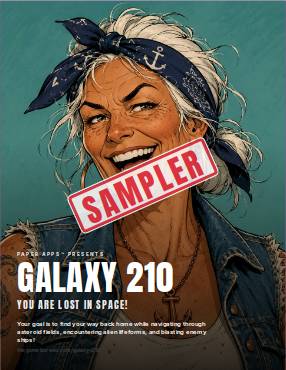 SAMPLER
PAPER APPS™ PRESENTS
GALAXY 210
YOU ARE LOST IN SPACE!
Your goal is to find your way back home while navigating through
asteroid fields, encountering alien lifeforms, and blasting enemy
ships!